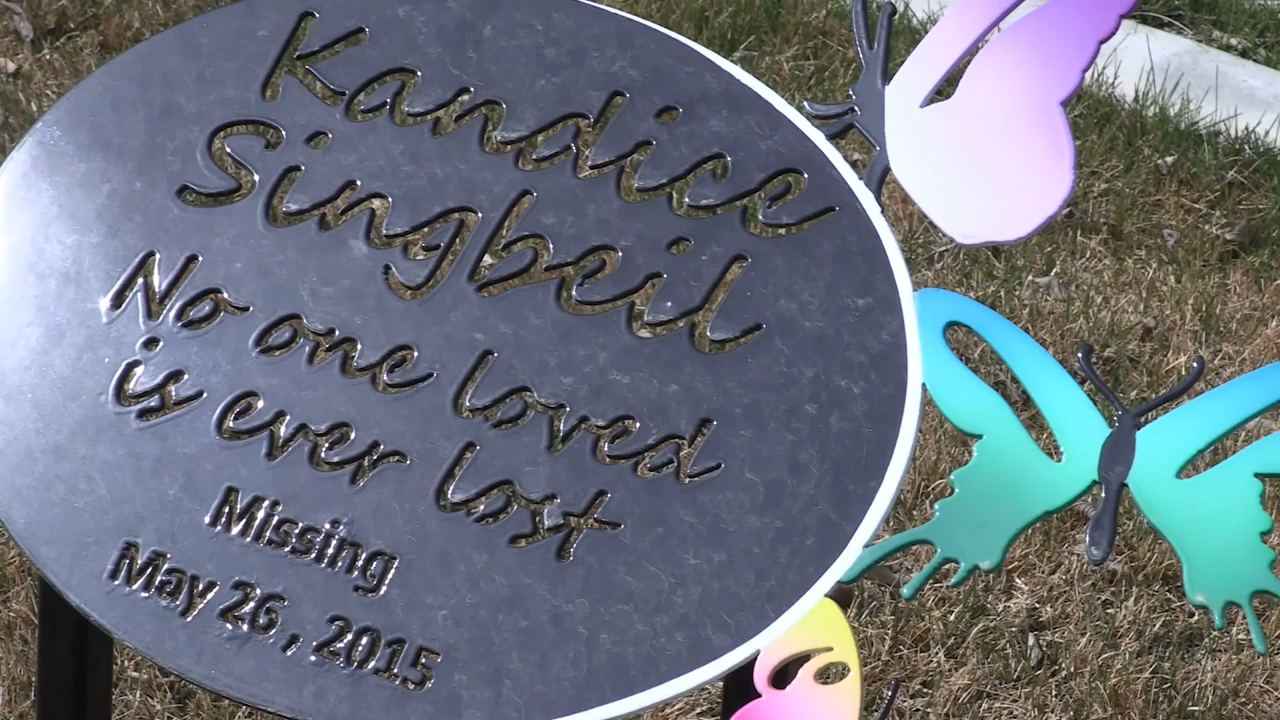 Kandice
Singbeil
No one loved
is ever lost
Missing
May 26, 2015